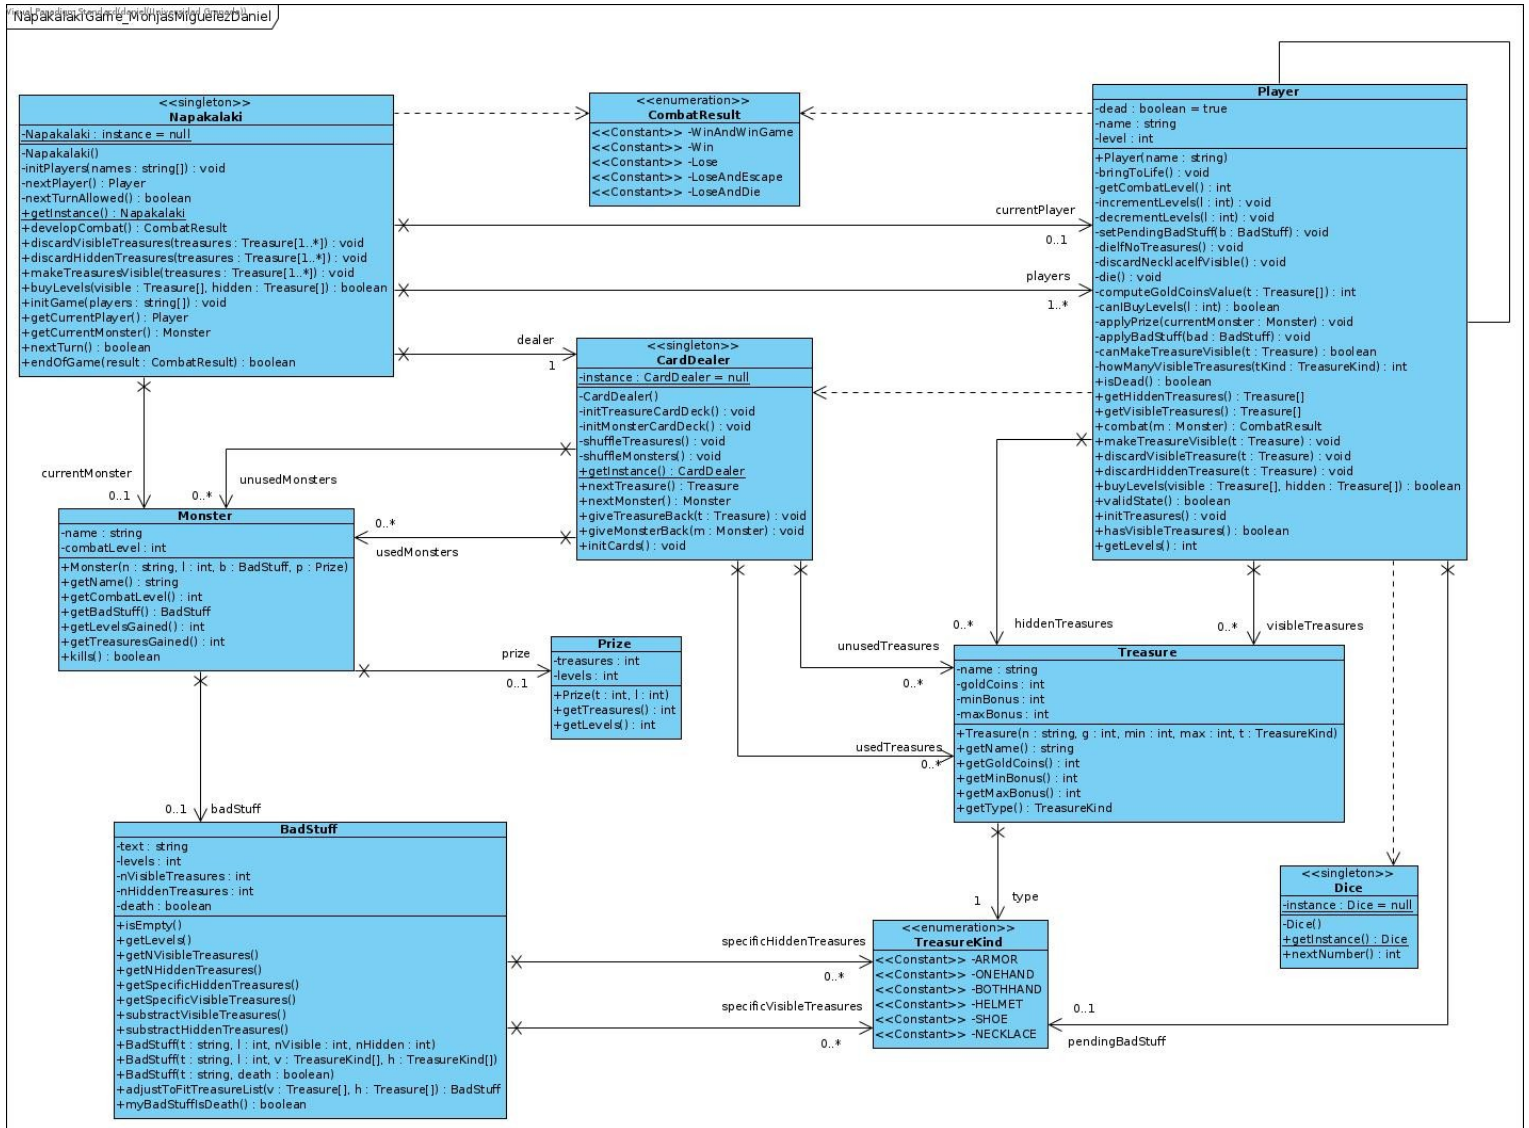 Visual Paradigm Standard(daniel(Universidad Granada))
NapakalakiGame_MonjasMiguelezDaniel
<<singleton>>
Napakalaki
-Napakalaki : instance = null
-Napakalaki()
-initPlayers(names : string[]) : void
-nextPlayer() : Player
-nextTurnAllowed() : boolean
+getInstance() : Napakalaki
+developCombat() : CombatResult
+discardVisibleTreasures(treasures : Treasure[1..*]) : void
+discardHiddenTreasures(treasures : Treasure[1..*]) : void
+makeTreasuresVisible(treasures : Treasure[1..*]) : void
+buyLevels(visible : Treasure[], hidden : Treasure[]) : boolean
+initGame(players : string[]) : void
+getCurrentPlayer() : Player
+getCurrentMonster() : Monster
+nextTurn() : boolean
+endOfGame(result : CombatResult) : boolean
<<enumeration>>
CombatResult
<<Constant>> -WinAndWinGame
<<Constant>> -Win
<<Constant>> -Lose
<<Constant>> -LoseAndEscape
<<Constant>> -LoseAndDie
Player
-dead : boolean = true
-name : string
-level : int
+Player(name : string)
-bringToLife() : void
-getCombatLevel() : int
-incrementLevels(l : int) : void
-decrementLevels(l : int) : void
-setPendingBadStuff(b : BadStuff) : void
-dieIfNoTreasures() : void
-discardNecklaceIfVisible() : void
-die() : void
-computeGoldCoinsValue(t : Treasure[]) : int
-canIBuyLevels(l : int) : boolean
-applyPrize(currentMonster : Monster) : void
-applyBadStuff(bad : BadStuff) : void
-canMakeTreasureVisible(t : Treasure) : boolean
-howManyVisibleTreasures(tKind : TreasureKind) : int
+isDead() : boolean
+getHiddenTreasures() : Treasure[]
+getVisibleTreasures() : Treasure[]
+combat(m : Monster) : CombatResult
+makeTreasureVisible(t : Treasure) : void
+discardVisibleTreasure(t : Treasure) : void
+discardHiddenTreasure(t : Treasure) : void
+buyLevels(visible : Treasure[], hidden : Treasure[]) : boolean
+validState() : boolean
+initTreasures() : void
+hasVisibleTreasures() : boolean
+getLevels() : int
currentPlayer
0..1
players
1..*
dealer
1
<<singleton>>
CardDealer
-instance : CardDealer = null
-CardDealer()
-initTreasureCardDeck() : void
-initMonsterCardDeck() : void
-shuffleTreasures() : void
-shuffleMonsters() : void
+getInstance() : CardDealer
+nextTreasure() : Treasure
+nextMonster() : Monster
+giveTreasureBack(t : Treasure) : void
+giveMonsterBack(m : Monster) : void
+initCards() : void
currentMonster
0..1
unusedMonsters
0..*
0..*
usedMonsters
Monster
-name : string
-combatLevel : int
+Monster(n : string, l : int, b : BadStuff, p : Prize)
+getName() : string
+getCombatLevel() : int
+getBadStuff() : BadStuff
+getLevelsGained() : int
+getTreasuresGained() : int
+kills() : boolean
prize
0..1
Prize
-treasures : int
-levels : int
+Prize(t : int, l : int)
+getTreasures() : int
+getLevels() : int
0..*
hiddenTreasures
0..*
visibleTreasures
unusedTreasures
0..*
usedTreasures
0..*
Treasure
-name : string
-goldCoins : int
-minBonus : int
-maxBonus : int
+Treasure(n : string, g : int, min : int, max : int, t : TreasureKind)
+getName() : string
+getGoldCoins() : int
+getMinBonus() : int
+getMaxBonus() : int
+getType() : TreasureKind
0..1
badStuff
BadStuff
-text : string
-levels : int
-nVisibleTreasures : int
-nHiddenTreasures : int
-death : boolean
+isEmpty()
+getLevels()
+getNVisibleTreasures()
+getNHiddenTreasures()
+getSpecificHiddenTreasures()
+getSpecificVisibleTreasures()
+substractVisibleTreasures()
+substractHiddenTreasures()
+BadStuff(t : string, l : int, nVisible : int, nHidden : int)
+BadStuff(t : string, l : int, v : TreasureKind[], h : TreasureKind[])
+BadStuff(t : string, death : boolean)
+adjustToFitTreasureList(v : Treasure[], h : Treasure[]) : BadStuff
+myBadStuffIsDeath() : boolean
1
type
specificHiddenTreasures
0..*
specificVisibleTreasures
0..*
<<enumeration>>
TreasureKind
<<Constant>> -ARMOR
<<Constant>> -ONEHAND
<<Constant>> -BOTHHAND
<<Constant>> -HELMET
<<Constant>> -SHOE
<<Constant>> -NECKLACE
<<singleton>>
Dice
-instance : Dice = null
-Dice()
+getInstance() : Dice
+nextNumber() : int
0..1
pendingBadStuff